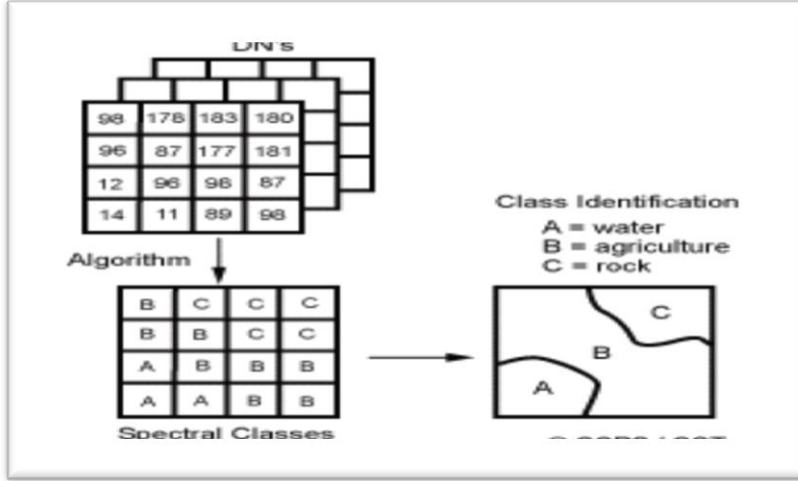 DN's
98 178 183 180
96 87 177 181
12 96 98 87
14 11 89 98
Algorithm
B C C C
B B C C
A B B B
A A B B
Spectral Classes
Class Identification
A = water
B = agriculture
C = rock
C
B
A